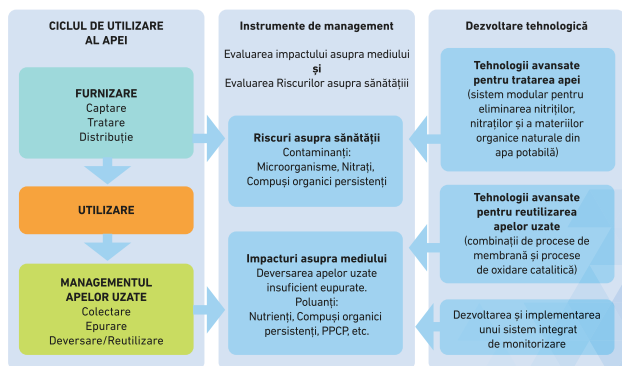 CICLUL DE UTILIZARE
AL APEI
FURNIZARE
Captare
Tratare
Distribuție
UTILIZARE
MANAGEMENTUL
APELOR UZATE
Colectare
Epurare
Deversare/Reutilizare
Instrumente de management
Evaluarea impactului asupra mediului
și
Evaluarea Riscurilor asupra sănătățiii
Riscuri asupra sănătății
Contaminanți:
Microorganisme, Nitrați,
Compuși organici persistenți
Impacturi asupra mediului
Deversarea apelor uzate
insuficient eupurate.
Poluanți:
Nutrienți, Compuși organici
persistenți, PPCP, etc.
Dezvoltare tehnologică
Tehnologii avansate
pentru tratarea apei
(sistem modular pentru
eliminarea nitriților,
nitraților și a materiilor
organice naturale din
apa potabilă)
Tehnologii avansate
pentru reutilizarea
apelor uzate
(combinații de procese de
membrană și procese
de oxidare catalitică)
Dezvoltarea și implementarea
unui sistem integrat
de monitorizare